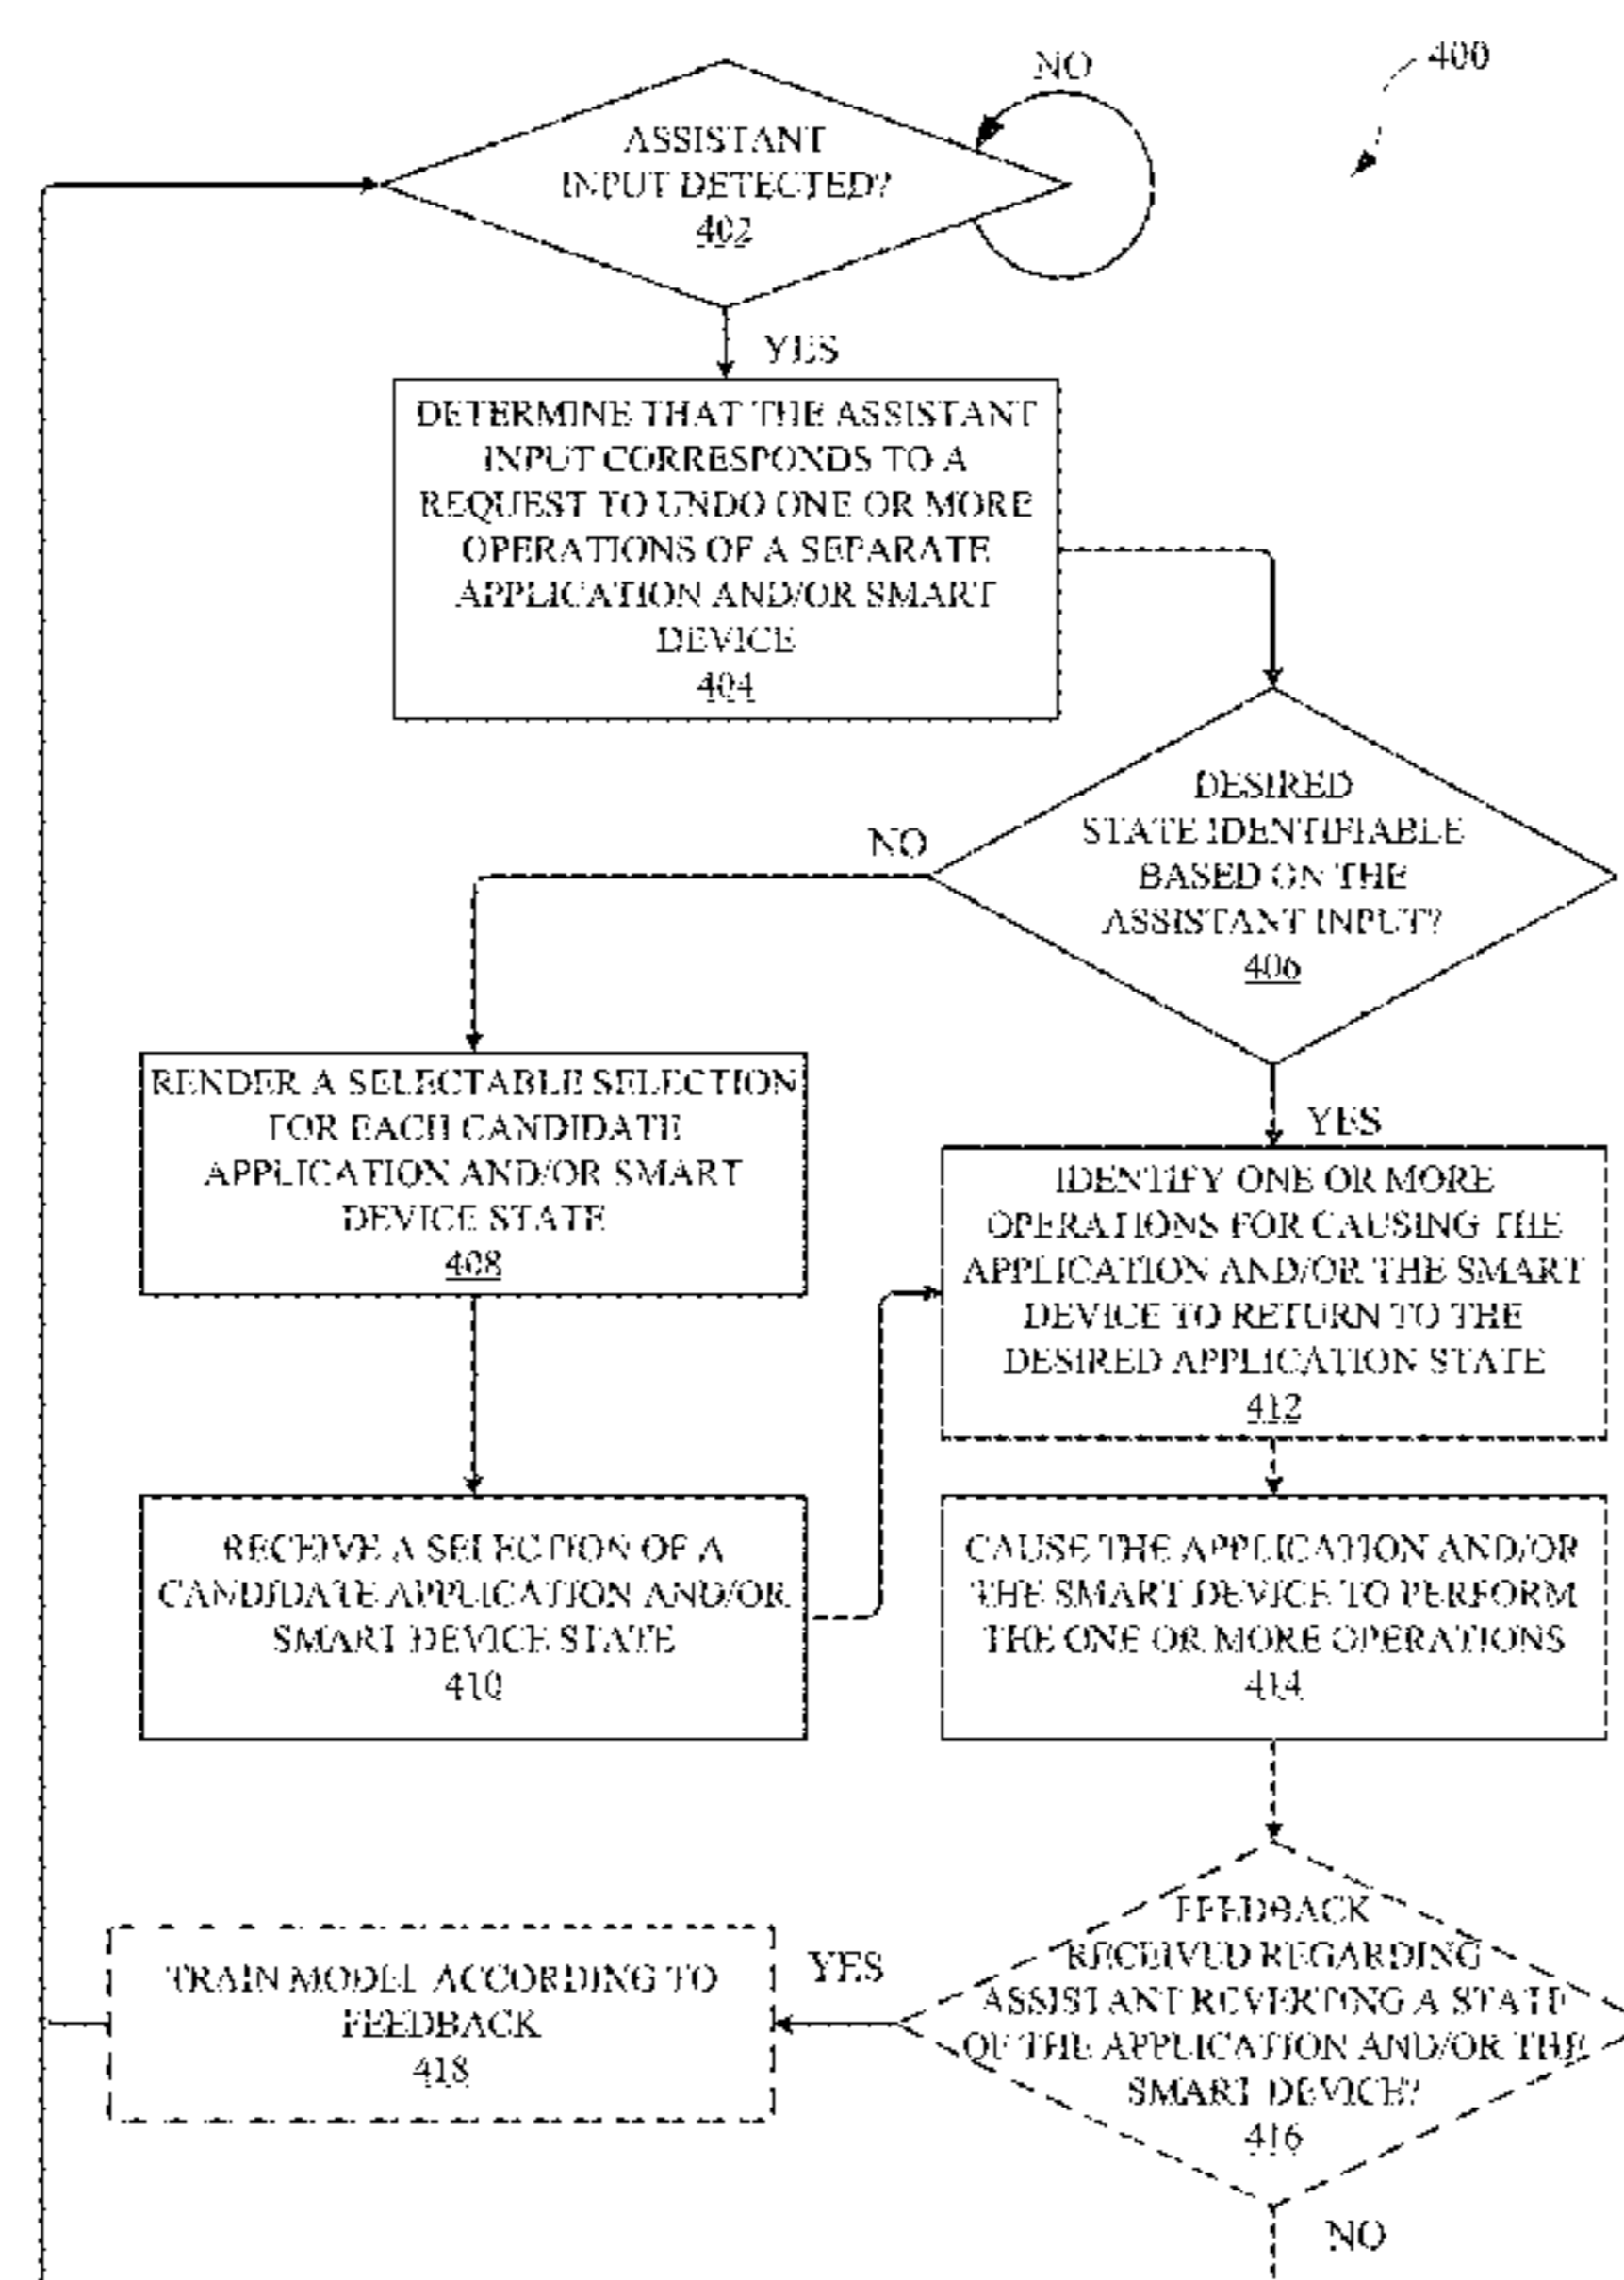 400
NO
ASSISTANT
INPUT DETECTED?
402
YES
DETERMINE THAT THE ASSISTANT
INPUT CORRESPONDS TO A
REQUEST TO UNDO ONE OR MORE
OPERATIONS OF A SEPARATE
APPLICATION AND/OR SMART
DEVICE
404
DESIRED
STATE IDENTIFIABLE
BASED ON THE
ASSISTANT INPUT?
406
NO
YES
RENDER A SELECTABLE SELECTION
FOR EACH CANDIDATE
APPLICATION AND/OR SMART
DEVICE STATE
408
RECEIVE A SELECTION OF A
CANDIDATE APPLICATION AND/OR
SMART DEVICE STATE
410
IDENTIFY ONE OR MORE
OPERATIONS FOR CAUSING THE
APPLICATION AND/OR THE SMART
DEVICE TO RETURN TO THE
DESIRED APPLICATION STATE
412
CAUSE THE APPLICATION AND/OR
THE SMART DEVICE TO PERFORM
THE ONE OR MORE OPERATIONS
414
FEEDBACK
RECEIVED REGARDING
ASSISTANT REVERTING A STATE
OF THE APPLICATION AND/OR THE
SMART DEVICE?
416
YES
TRAIN MODEL ACCORDING TO
FEEDBACK
418
NO